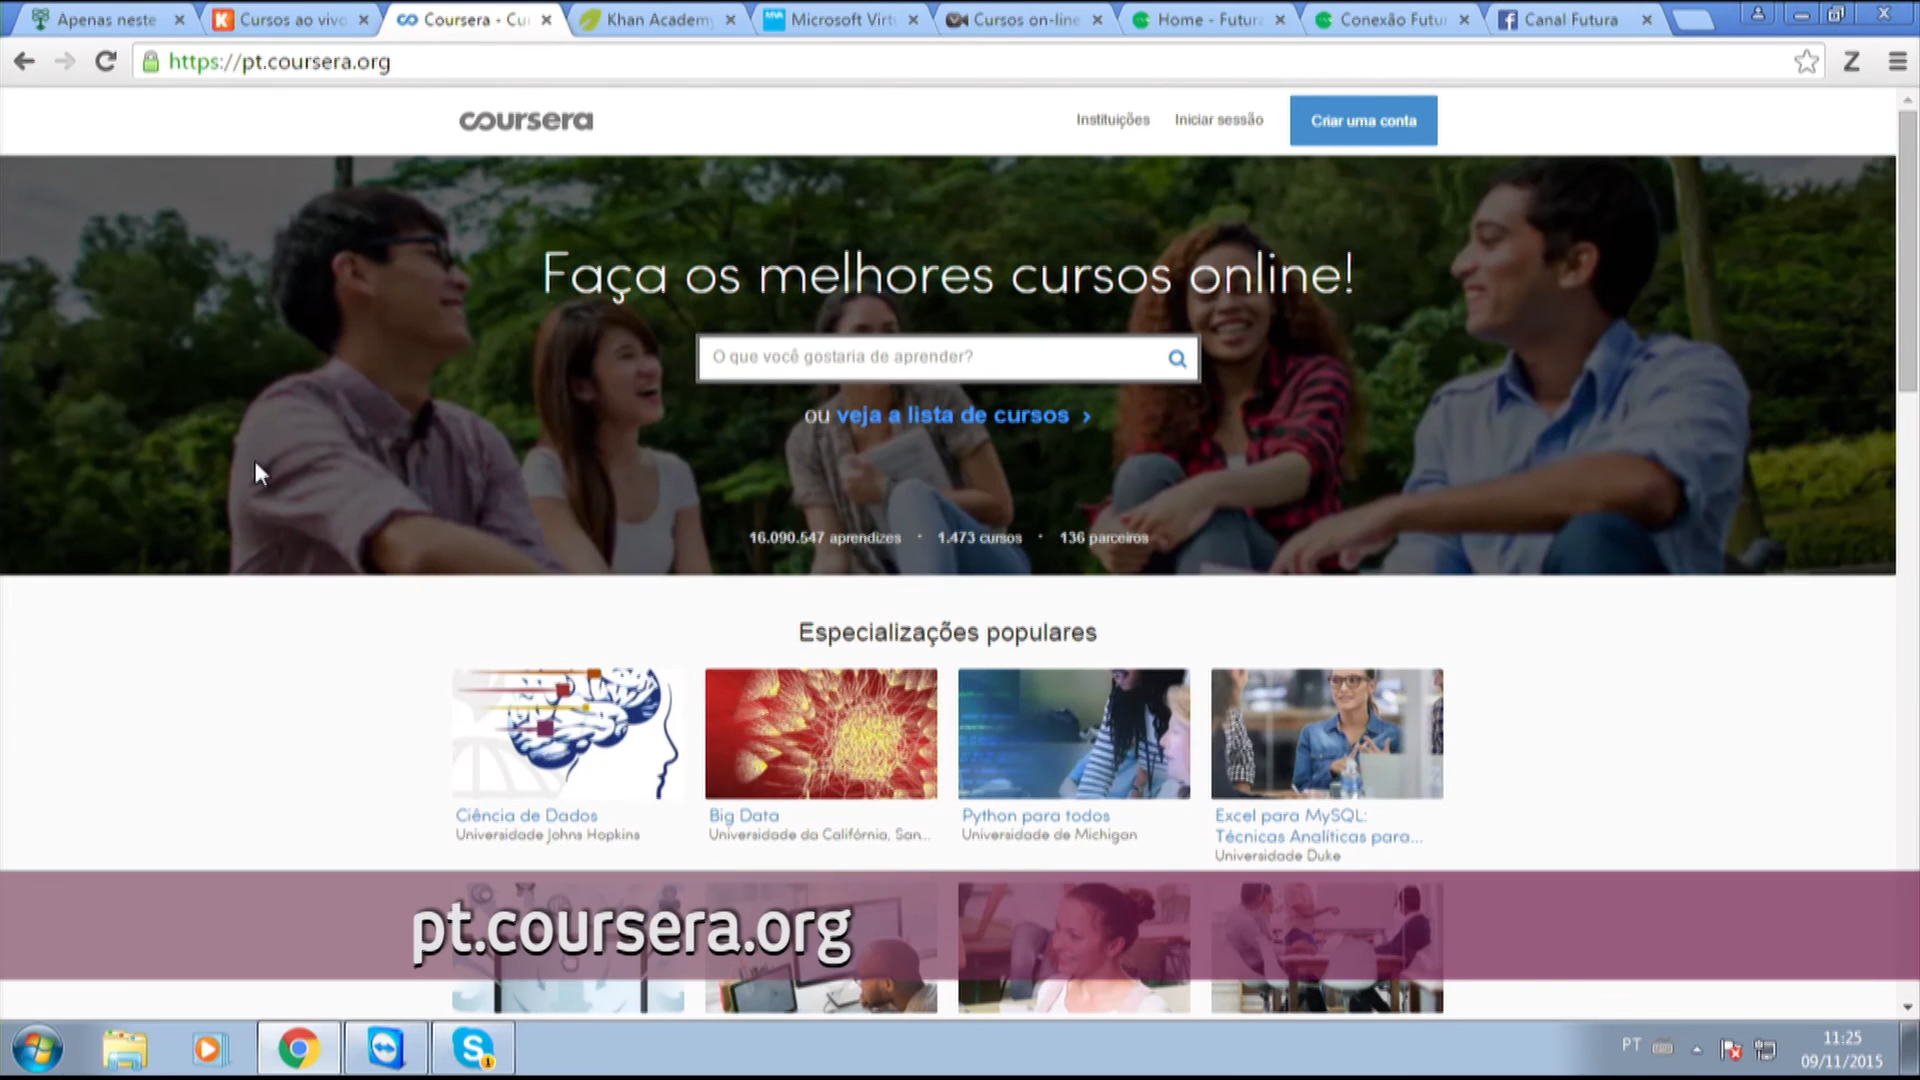 Apenas neste
Cursos ao vivo
Coursera - Cu
Khan Academy
Microsoft Virt
Cursos on-line
Home - Futura
Conexão Futu
Canal Futura
https://pt.coursera.org
Z
coursera
Instituições
Iniciar sessão
Criar uma conta
Faça os melhores cursos online!
O que você gostaria de aprender?
ou veja a lista de cursos ›
16.090.547 aprendizes · 1.473 cursos · 136 parceiros
Especializações populares
Ciência de Dados
Universidade Johns Hopkins
Big Data
Universidade da Califórnia, San...
Python para todos
Universidade de Michigan
Excel para MySQL:
Técnicas Analíticas para...
Universidade Duke
pt.coursera.org
PT
11:25
09/11/2015